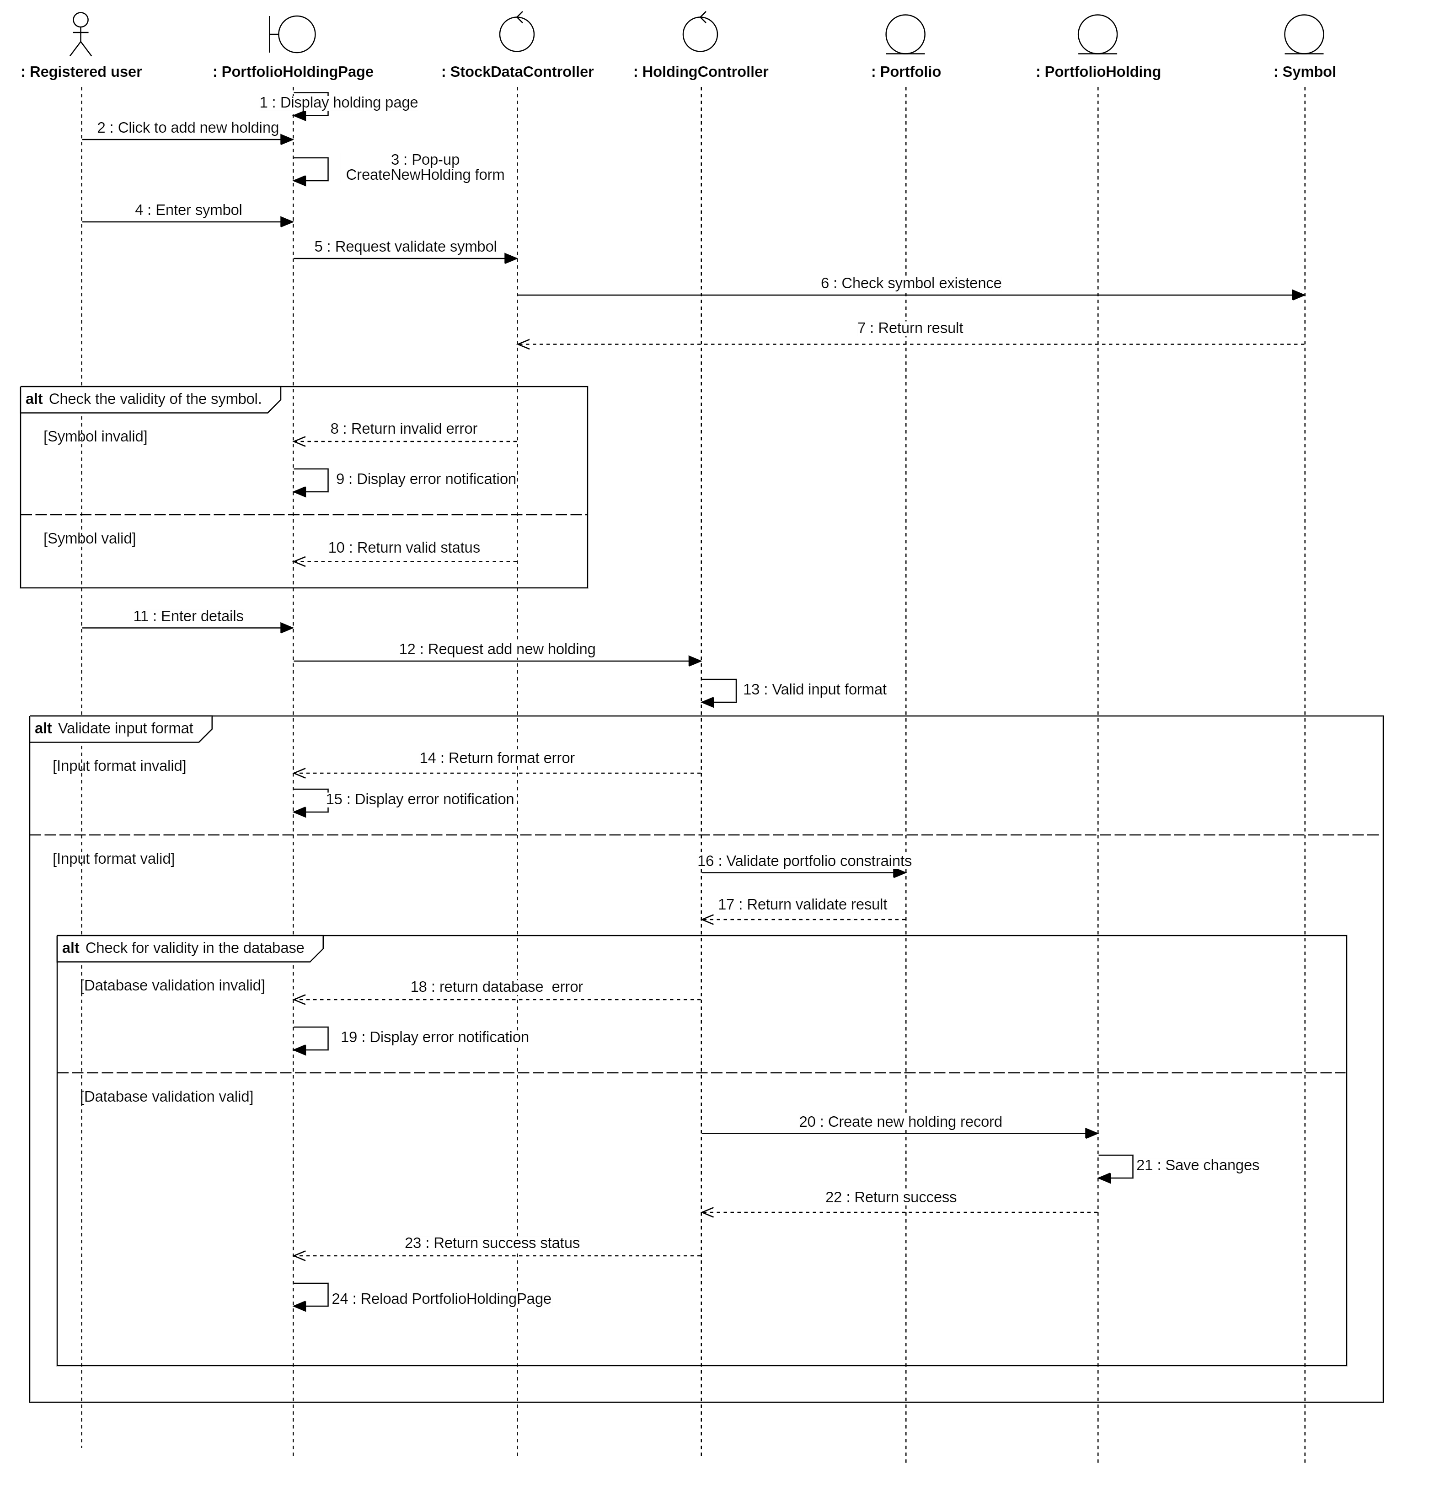 : Registered user
: PortfolioHoldingPage
: StockDataController
: HoldingController
: Portfolio
: PortfolioHolding
: Symbol
1 : Display holding page
2 : Click to add new holding
3 : Pop-up
CreateNewHolding form
4 : Enter symbol
5 : Request validate symbol
6 : Check symbol existence
7 : Return result
alt Check the validity of the symbol.
8 : Return invalid error
[Symbol invalid]
9 : Display error notification
[Symbol valid]
10 : Return valid status
11 : Enter details
12 : Request add new holding
13 : Valid input format
alt Validate input format
14 : Return format error
[Input format invalid]
15 : Display error notification
[Input format valid]
16 : Validate portfolio constraints
17 : Return validate result
alt Check for validity in the database
[Database validation invalid]
18 : return database  error
19 : Display error notification
[Database validation valid]
20 : Create new holding record
21 : Save changes
22 : Return success
23 : Return success status
24 : Reload PortfolioHoldingPage